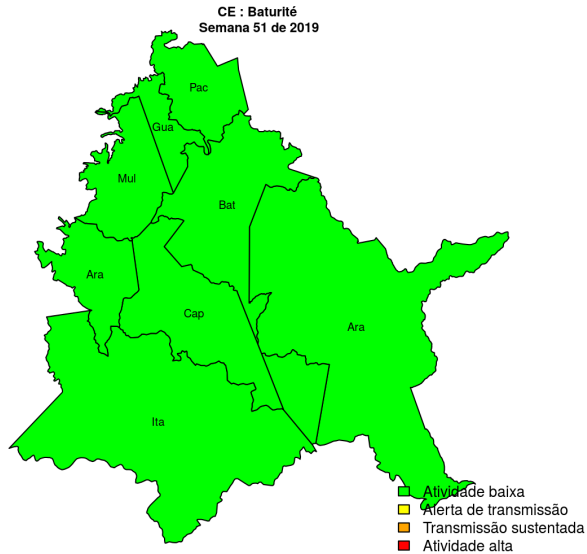 CE : Baturité
Semana 51 de 2019
Pac
Gua
Mul
Bat
Ara
Cap
Ara
Ita
Atividade baixa
Alerta de transmissão
Transmissão sustentada
Atividade alta